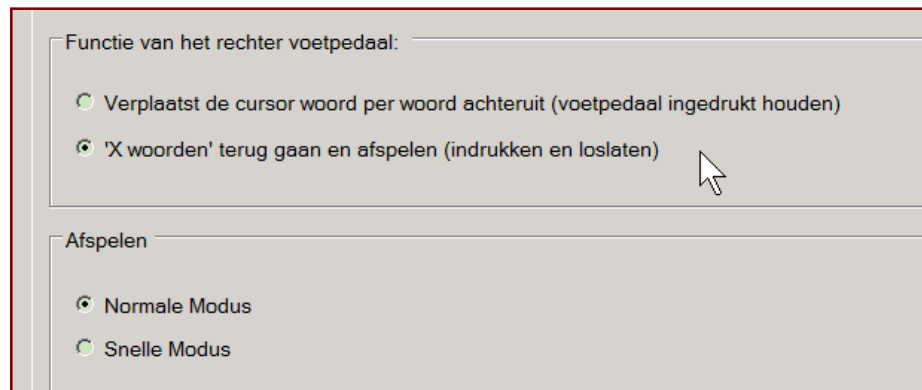 Functie van het rechter voetpedaal:
Verplaatst de cursor woord per woord achteruit (voetpedaal ingedrukt houden)
'X woorden' terug gaan en afspelen (indrukken en loslaten)
Afspelen
Normale Modus
Snelle Modus